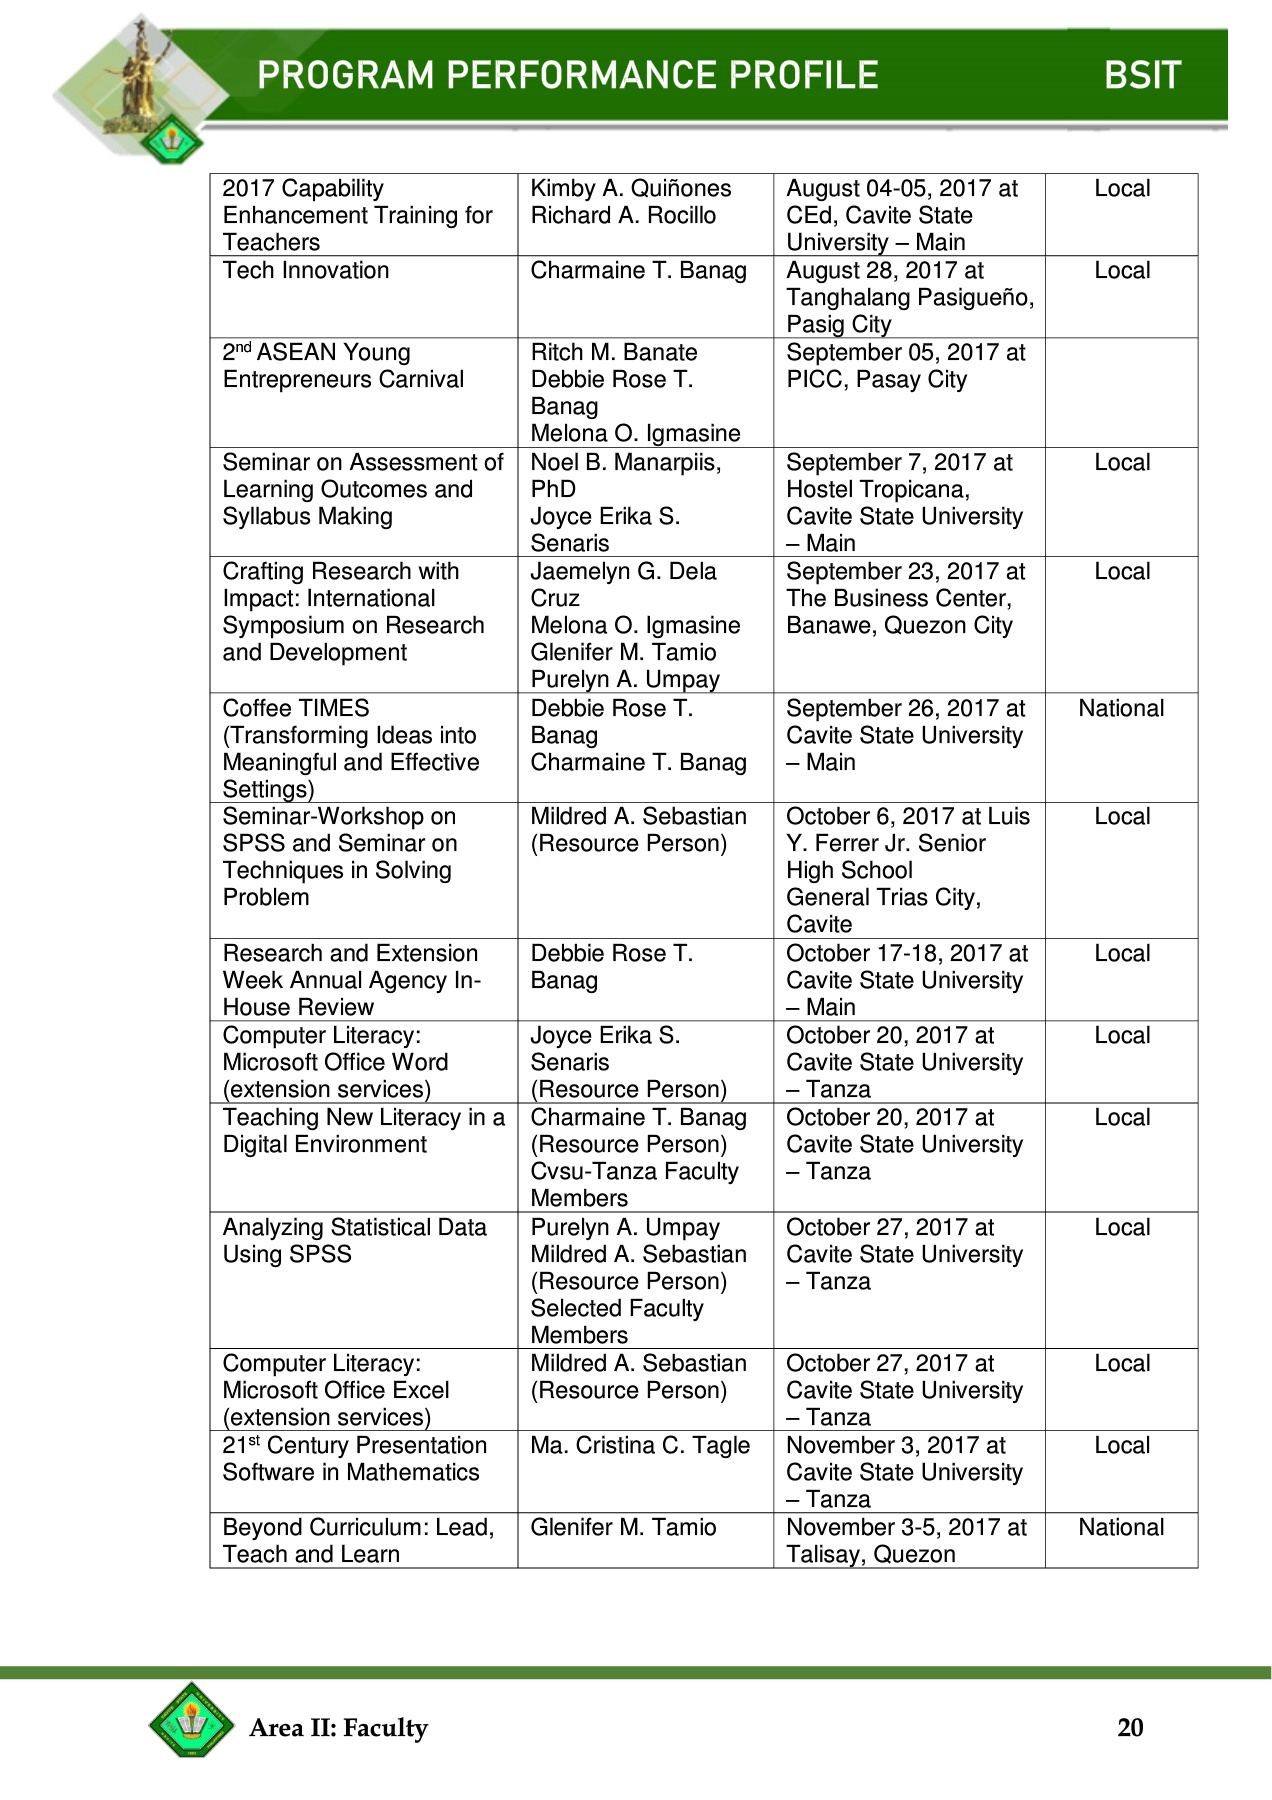 PROGRAM PERFORMANCE PROFILE BSIT
2017 Capability
Enhancement Training for
Teachers
Kimby A. Quiñones
Richard A. Rocillo
August 04-05, 2017 at
CEd, Cavite State
University – Main
Local
Tech Innovation
Charmaine T. Banag
August 28, 2017 at
Tanghalang Pasigueño,
Pasig City
Local
2nd ASEAN Young
Entrepreneurs Carnival
Ritch M. Banate
Debbie Rose T.
Banag
Melona O. Igmasine
September 05, 2017 at
PICC, Pasay City
Seminar on Assessment of
Learning Outcomes and
Syllabus Making
Noel B. Manarpiis,
PhD
Joyce Erika S.
Senaris
September 7, 2017 at
Hostel Tropicana,
Cavite State University
– Main
Local
Crafting Research with
Impact: International
Symposium on Research
and Development
Jaemelyn G. Dela
Cruz
Melona O. Igmasine
Glenifer M. Tamio
Purelyn A. Umpay
September 23, 2017 at
The Business Center,
Banawe, Quezon City
Local
Coffee TIMES
(Transforming Ideas into
Meaningful and Effective
Settings)
Debbie Rose T.
Banag
Charmaine T. Banag
September 26, 2017 at
Cavite State University
– Main
National
Seminar-Workshop on
SPSS and Seminar on
Techniques in Solving
Problem
Mildred A. Sebastian
(Resource Person)
October 6, 2017 at Luis
Y. Ferrer Jr. Senior
High School
General Trias City,
Cavite
Local
Research and Extension
Week Annual Agency In-
House Review
Debbie Rose T.
Banag
October 17-18, 2017 at
Cavite State University
– Main
Local
Computer Literacy:
Microsoft Office Word
(extension services)
Joyce Erika S.
Senaris
(Resource Person)
October 20, 2017 at
Cavite State University
– Tanza
Local
Teaching New Literacy in a
Digital Environment
Charmaine T. Banag
(Resource Person)
Cvsu-Tanza Faculty
Members
October 20, 2017 at
Cavite State University
– Tanza
Local
Analyzing Statistical Data
Using SPSS
Purelyn A. Umpay
Mildred A. Sebastian
(Resource Person)
Selected Faculty
Members
October 27, 2017 at
Cavite State University
– Tanza
Local
Computer Literacy:
Microsoft Office Excel
(extension services)
Mildred A. Sebastian
(Resource Person)
October 27, 2017 at
Cavite State University
– Tanza
Local
21st Century Presentation
Software in Mathematics
Ma. Cristina C. Tagle
November 3, 2017 at
Cavite State University
– Tanza
Local
Beyond Curriculum: Lead,
Teach and Learn
Glenifer M. Tamio
November 3-5, 2017 at
Talisay, Quezon
National
Area II: Faculty 20